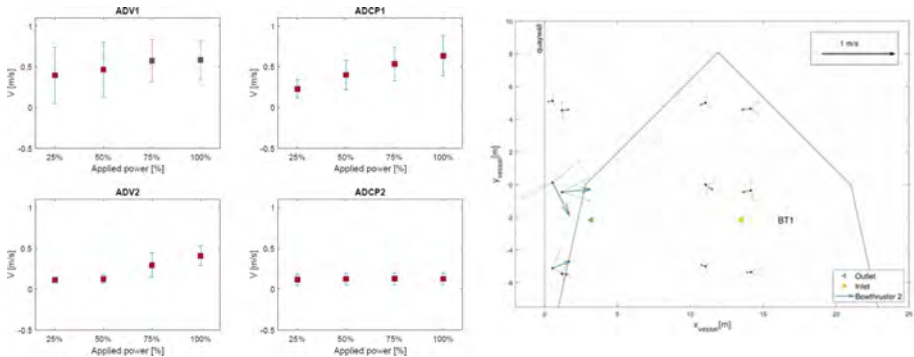 ADV1
1
0.5
0
-0.5
V [m/s]
25% 50% 75% 100%
Applied power [%]
ADCP1
1
0.5
0
-0.5
V [m/s]
25% 50% 75% 100%
Applied power [%]
ADV2
1
0.5
0
-0.5
V [m/s]
25% 50% 75% 100%
Applied power [%]
ADCP2
1
0.5
0
-0.5
V [m/s]
25% 50% 75% 100%
Applied power [%]
quaywall
1 m/s
10
8
6
4
2
0
-2
-4
-6
y vessel [m]
BT1
Outlet
Inlet
Bowthruster 2
0 5 10 15 20 25
x vessel [m]